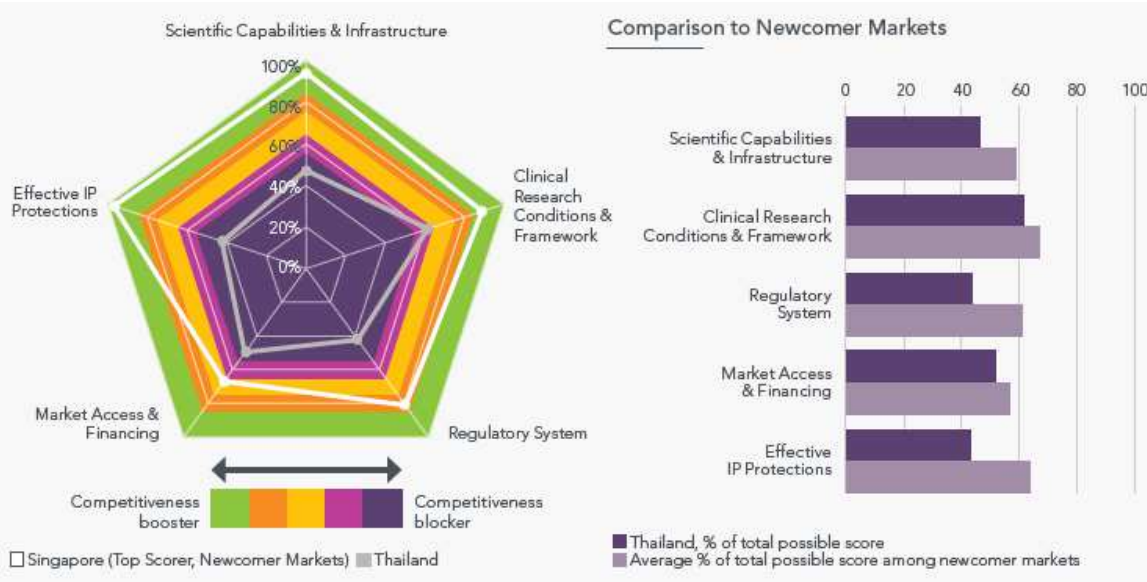 Scientific Capabilities & Infrastructure
100%
80%
60%
40%
20%
0%
Clinical
Research
Conditions &
Framework
Effective IP
Protections
Market Access &
Financing
Regulatory System
Competitiveness
booster
Competitiveness
blocker
Singapore (Top Scorer, Newcomer Markets)
Thailand
Comparison to Newcomer Markets
0 20 40 60 80 100
Scientific Capabilities
& Infrastructure
Clinical Research
Conditions & Framework
Regulatory
System
Market Access
& Financing
Effective
IP Protections
Thailand, % of total possible score
Average % of total possible score among newcomer markets